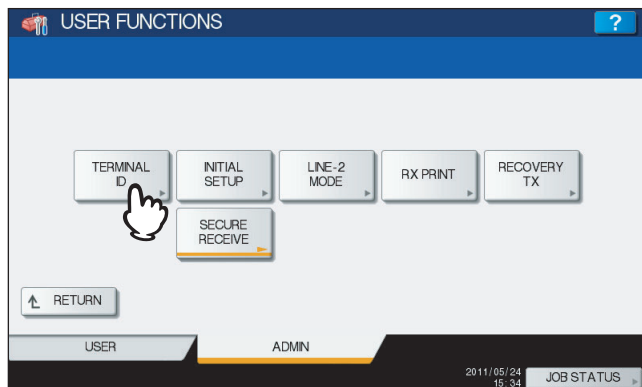 USER FUNCTIONS
?
TERMINAL
ID
INITIAL
SETUP
LINE-2
MODE
RX PRINT
RECOVERY
TX
SECURE
RECEIVE
RETURN
USER
ADMIN
2011/05/24
15:34
JOB STATUS